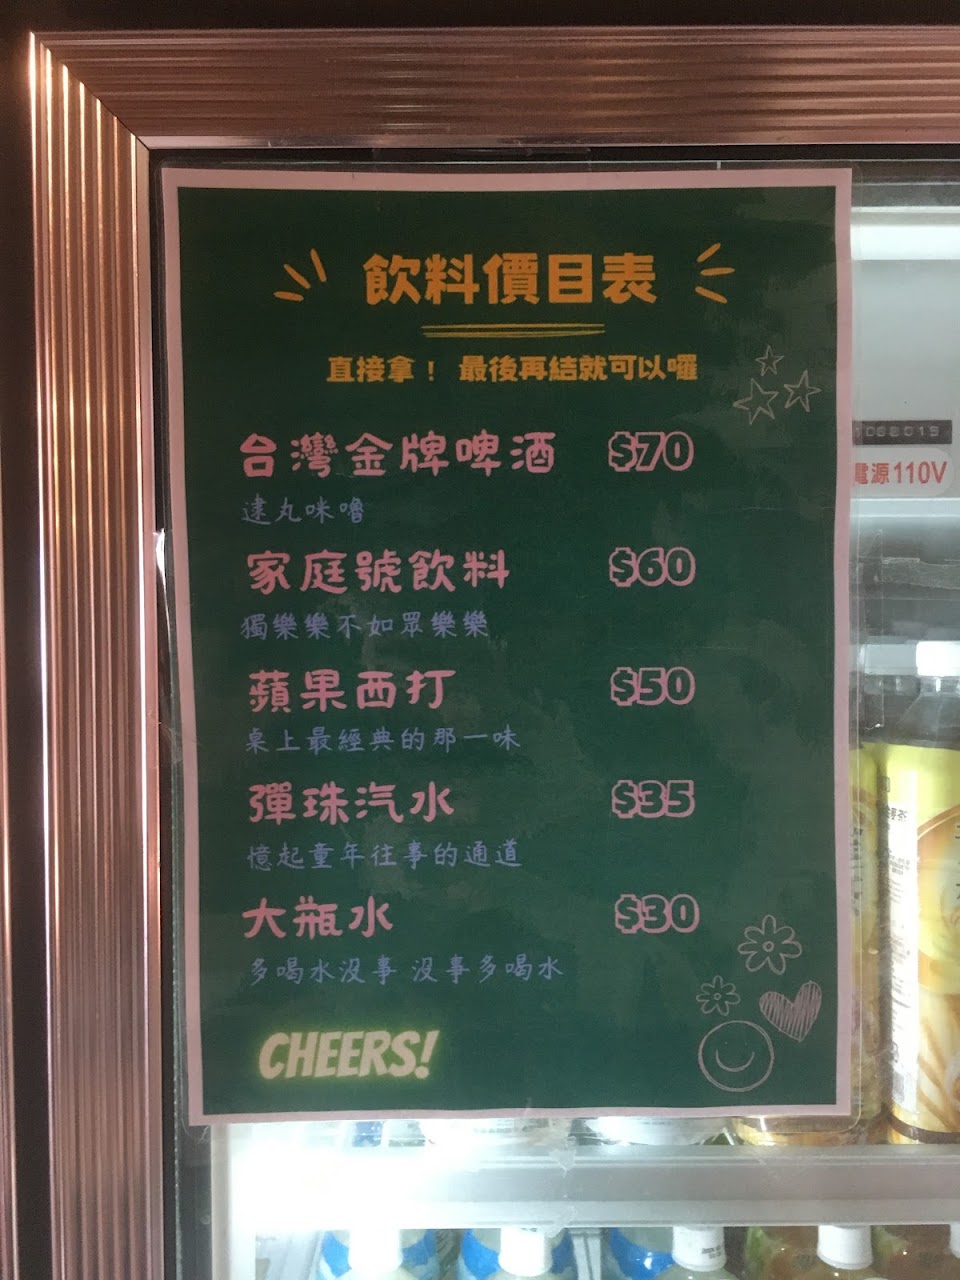 飲料價目表
直接拿！ 最後再結就可以囉
台灣金牌啤酒 $70
逮丸咪嚕
家庭號飲料 $60
獨樂樂不如眾樂樂
蘋果西打 $50
桌上最經典的那一味
彈珠汽水 $35
憶起童年往事的通道
大瓶水 $30
多喝水沒事 沒事多喝水
CHEERS!
電源110V